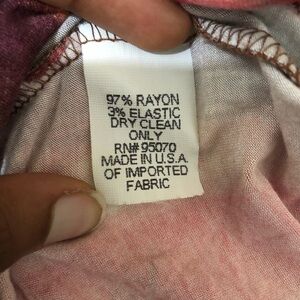 97% RAYON
3% ELASTIC
DRY CLEAN
ONLY
RN# 95070
MADE IN U.S.A.
OF IMPORTED
FABRIC